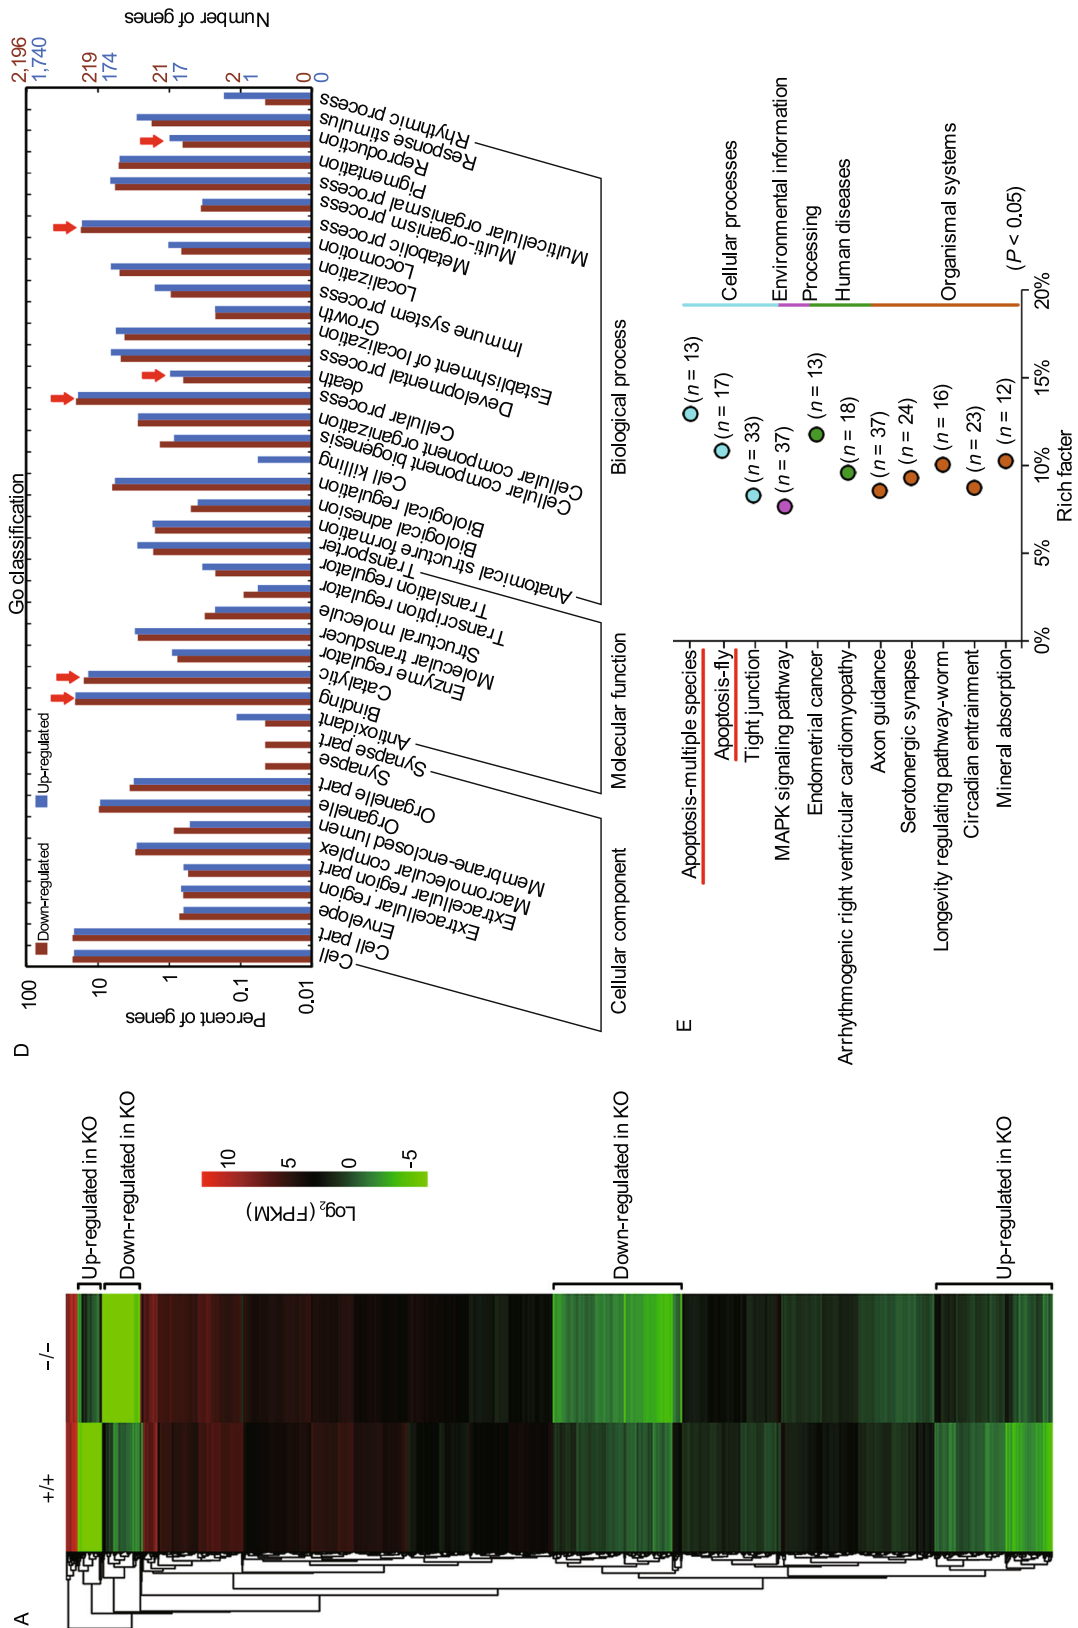 A
+/+
−/−
Up-regulated in KO
Down-regulated in KO
Down-regulated in KO
Up-regulated in KO
10
5
0
-5
Log2 (FPKM)
D
Go classification
Down-regulated
Up-regulated
Percent of genes
100
10
1
0.1
0.01
Number of genes
2,196
1,740
219
174
21
17
2
1
0
0
Cell
Cell part
Envelope
Extracellular region
Extracellular region part
Macromolecular complex
Membrane-enclosed lumen
Organelle
Organelle part
Synapse
Synapse part
Antioxidant
Binding
Catalytic
Enzyme regulator
Molecular transducer
Structural molecule
Transcription regulator
Translation regulator
Transporter
Anatomical structure formation
Biological adhesion
Biological regulation
Cell killing
Cellular component biogenesis
Cellular component organization
Cellular process
death
Developmental process
Establishment of localization
Growth
Immune system process
Localization
Locomotion
Metabolic process
Multi-organism process
Multicellular organismal process
Pigmentation
Reproduction
Response stimulus
Rhythmic process
Cellular component
Molecular function
Biological process
E
Apoptosis-multiple species
Apoptosis-fly
Tight junction
MAPK signaling pathway
Endometrial cancer
Arrhythmogenic right ventricular cardiomyopathy
Axon guidance
Serotonergic synapse
Longevity regulating pathway-worm
Circadian entrainment
Mineral absorption
(n = 13)
(n = 17)
(n = 33)
(n = 37)
(n = 13)
(n = 18)
(n = 37)
(n = 24)
(n = 16)
(n = 23)
(n = 12)
Cellular processes
Environmental information
Processing
Human diseases
Organismal systems
(P < 0.05)
0%
5%
10%
15%
20%
Rich facter